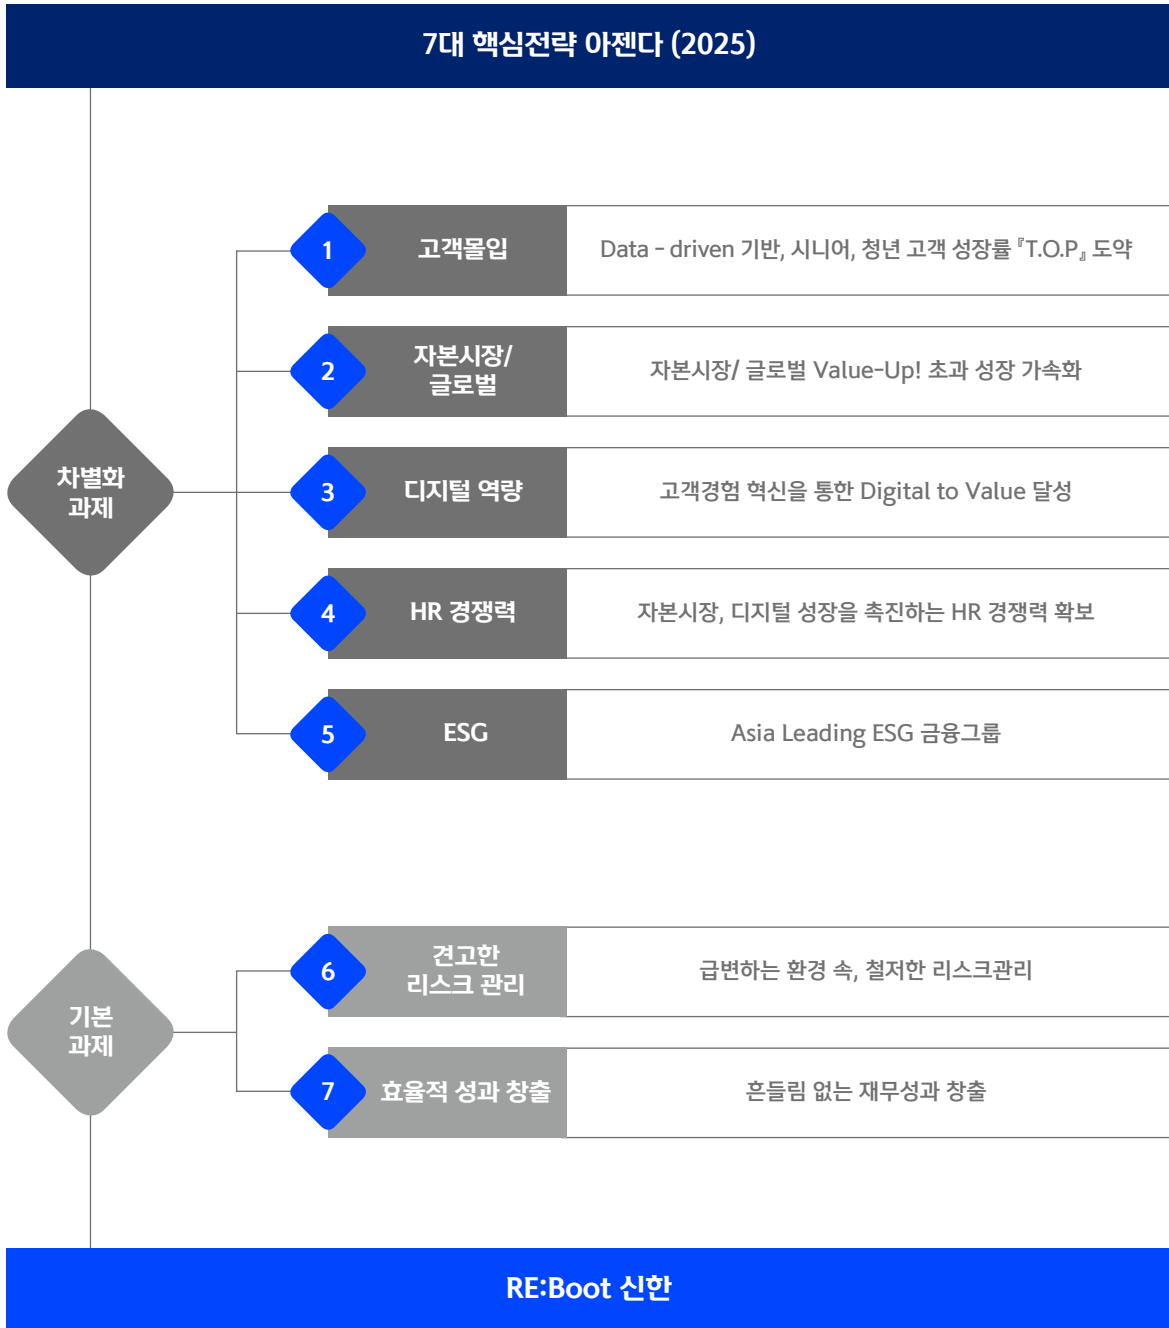 7대 핵심전략 아젠다 (2025)
차별화
과제
1
고객몰입
Data - driven 기반, 시니어, 청년 고객 성장률 『T.O.P』 도약
2
자본시장/
글로벌
자본시장/ 글로벌 Value-Up! 초과 성장 가속화
3
디지털 역량
고객경험 혁신을 통한 Digital to Value 달성
4
HR 경쟁력
자본시장, 디지털 성장을 촉진하는 HR 경쟁력 확보
5
ESG
Asia Leading ESG 금융그룹
기본
과제
6
견고한
리스크 관리
급변하는 환경 속, 철저한 리스크관리
7
효율적 성과 창출
흔들림 없는 재무성과 창출
RE:Boot 신한